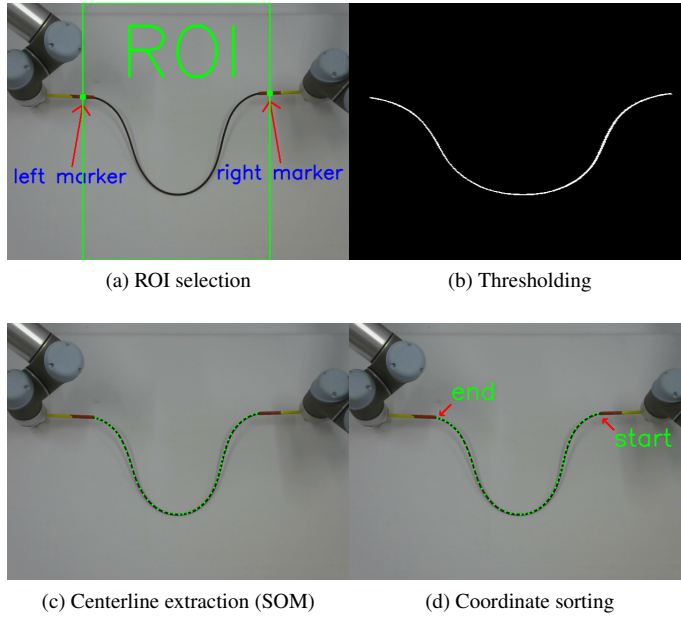 ROI
left marker
right marker
(a) ROI selection
(b) Thresholding
end
start
(c) Centerline extraction (SOM)
(d) Coordinate sorting